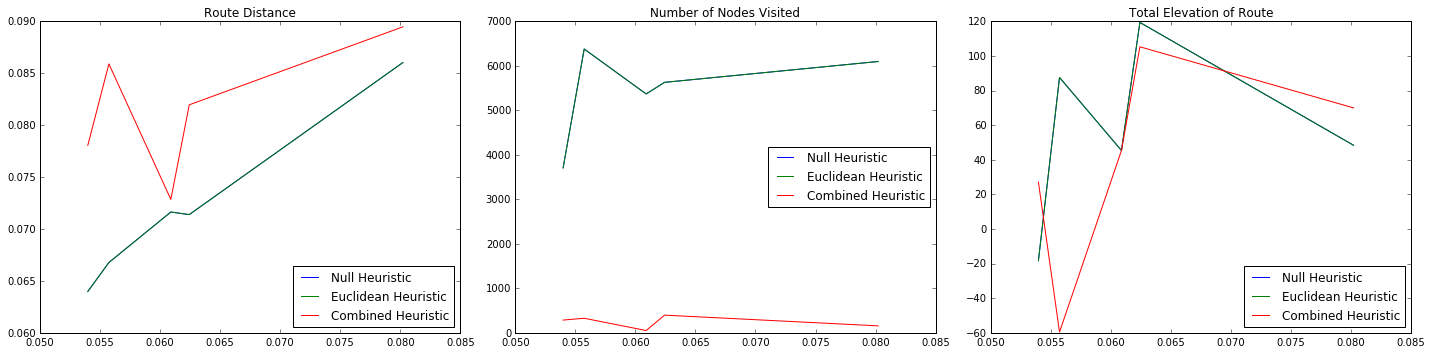 Route Distance
0.090
0.085
0.080
0.075
0.070
0.065
0.060
0.050 0.055 0.060 0.065 0.070 0.075 0.080 0.085
Null Heuristic
Euclidean Heuristic
Combined Heuristic
Number of Nodes Visited
7000
6000
5000
4000
3000
2000
1000
0
0.050 0.055 0.060 0.065 0.070 0.075 0.080 0.085
Null Heuristic
Euclidean Heuristic
Combined Heuristic
Total Elevation of Route
120
100
80
60
40
20
0
−20
−40
−60
0.050 0.055 0.060 0.065 0.070 0.075 0.080 0.085
Null Heuristic
Euclidean Heuristic
Combined Heuristic